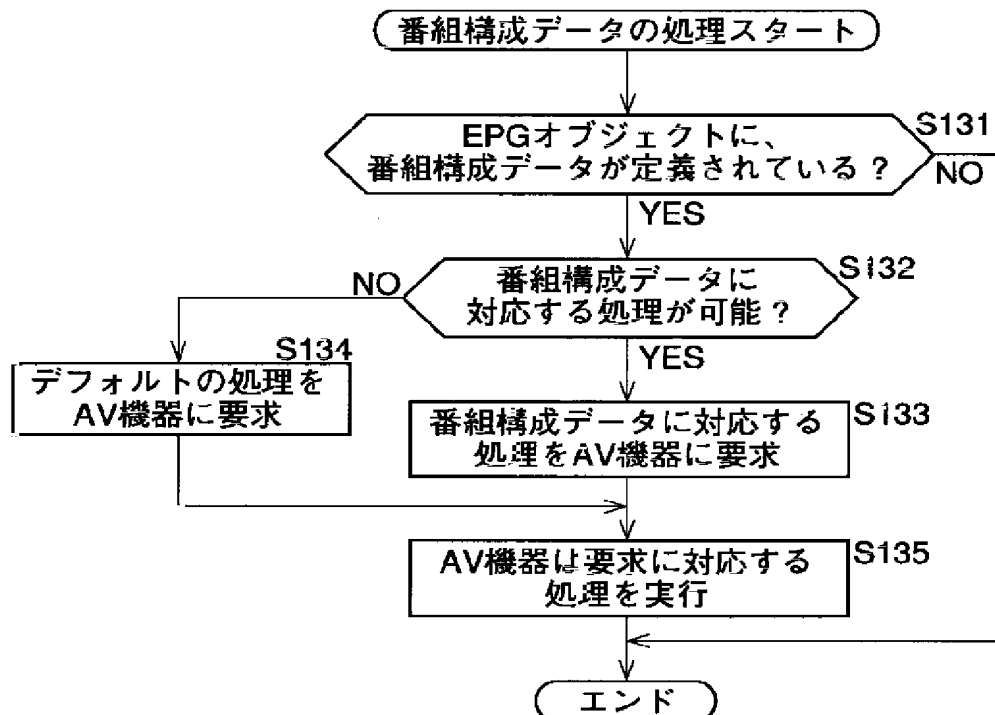 番組構成データの処理スタート
EPGオブジェクトに、
番組構成データが定義されている？
S131
NO
YES
番組構成データに
対応する処理が可能？
S132
NO
YES
S134
デフォルトの処理を
AV機器に要求
番組構成データに対応する
処理をAV機器に要求
S133
AV機器は要求に対応する
処理を実行
S135
エンド